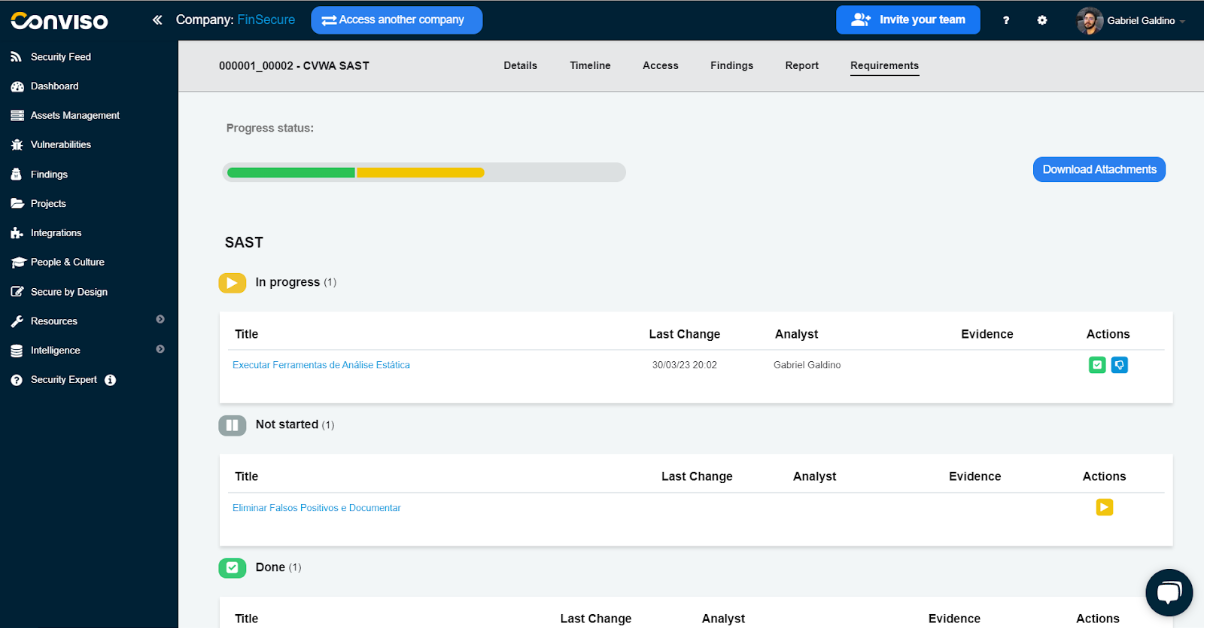 CONVISO
Company: FinSecure
Access another company
Invite your team
?
Gabriel Galdino
Security Feed
Dashboard
Assets Management
Vulnerabilities
Findings
Projects
Integrations
People & Culture
Secure by Design
Resources
Intelligence
Security Expert
000001_00002 - CVWA SAST
Details
Timeline
Access
Findings
Report
Requirements
Progress status:
Download Attachments
SAST
In progress (1)
Title Last Change Analyst Evidence Actions
Executar Ferramentas de Análise Estática 30/03/23 20:02 Gabriel Galdino
Not started (1)
Title Last Change Analyst Evidence Actions
Eliminar Falsos Positivos e Documentar
Done (1)
Title Last Change Analyst Evidence Actions